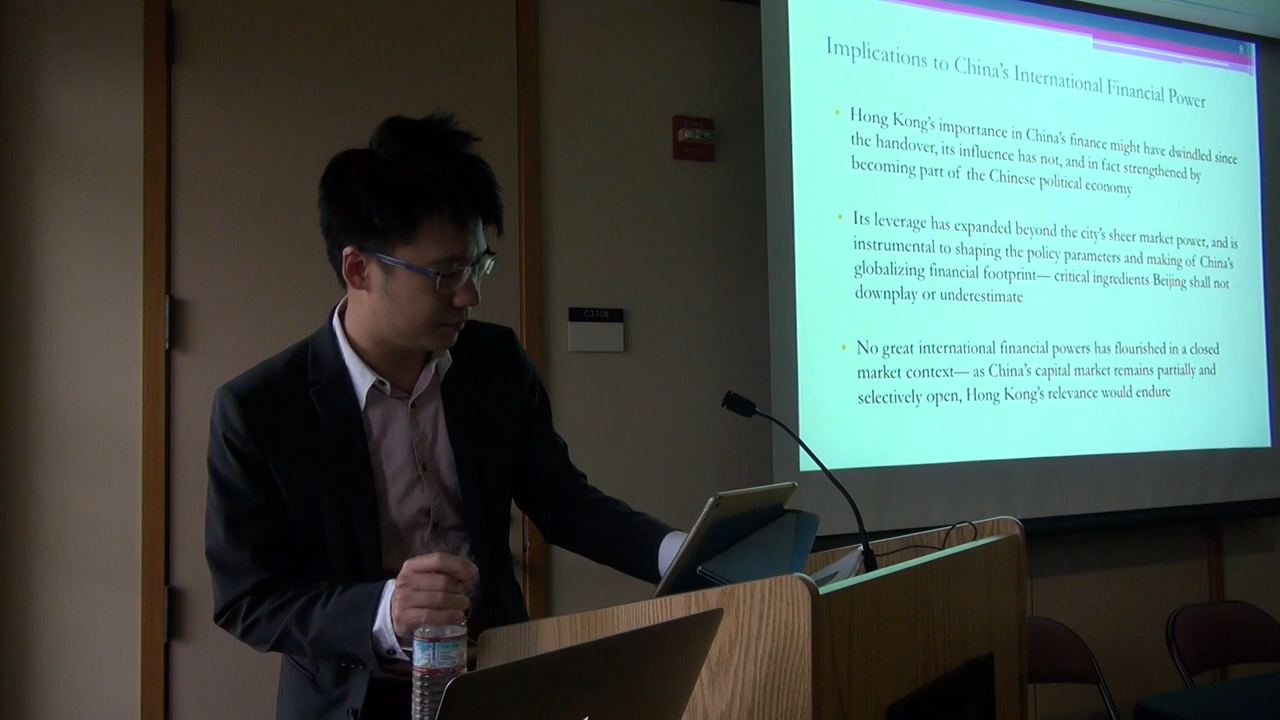 8
Implications to China's International Financial Power
Hong Kong's importance in China's finance might have dwindled since
the handover, its influence has not, and in fact strengthened by
becoming part of the Chinese political economy
Its leverage has expanded beyond the city's sheer market power, and is
instrumental to shaping the policy parameters and making of China's
globalizing financial footprint— critical ingredients Beijing shall not
downplay or underestimate
No great international financial powers has flourished in a closed
market context— as China's capital market remains partially and
selectively open, Hong Kong's relevance would endure
FIRE
FIRE